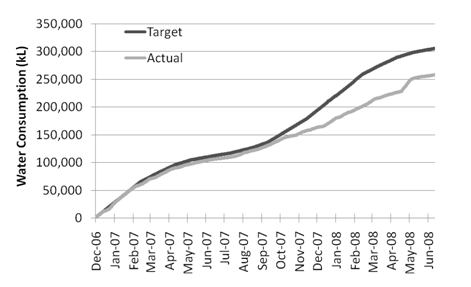 Water Consumption (kL)
350,000
300,000
250,000
200,000
150,000
100,000
50,000
0
Target
Actual
Dec-06
Jan-07
Feb-07
Mar-07
Apr-07
May-07
Jun-07
Jul-07
Aug-07
Sep-07
Oct-07
Nov-07
Dec-07
Jan-08
Feb-08
Mar-08
Apr-08
May-08
Jun-08